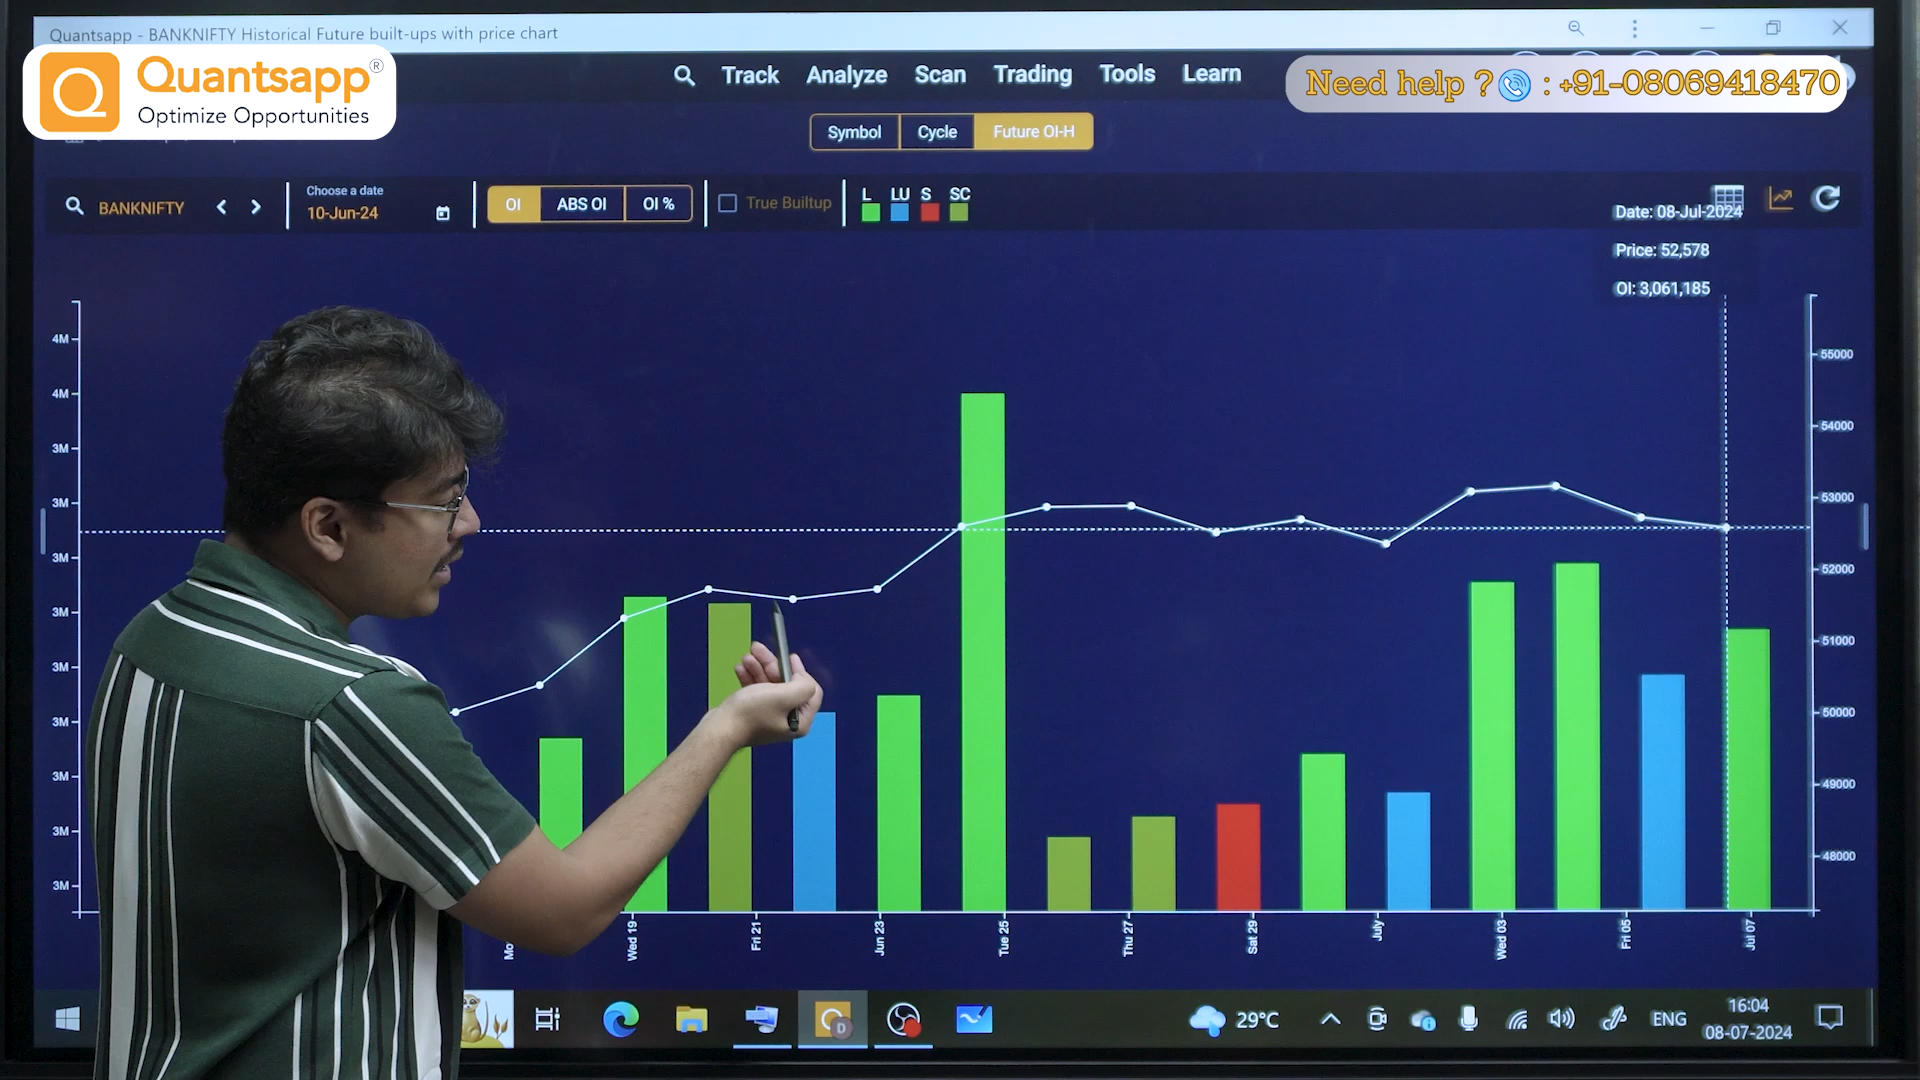 Quantsapp - BANKNIFTY Historical Future built-ups with price chart
Quantsapp®
Optimize Opportunities
Track Analyze Scan Trading Tools Learn
Need help ? : +91-08069418470
Symbol Cycle Future OI-H
BANKNIFTY
Choose a date
10-Jun-24
OI ABS OI OI %
True Builtup
L LU S SC
Date: 08-Jul-2024
Price: 52,578
OI: 3,061,185
4M
4M
3M
3M
3M
3M
3M
3M
3M
3M
3M
55000
54000
53000
52000
51000
50000
49000
48000
Wed 19
Fri 21
Jun 23
Tue 25
Thu 27
Sat 29
July
Wed 03
Fri 05
Jul 07
D
29°C
ENG
16:04
08-07-2024